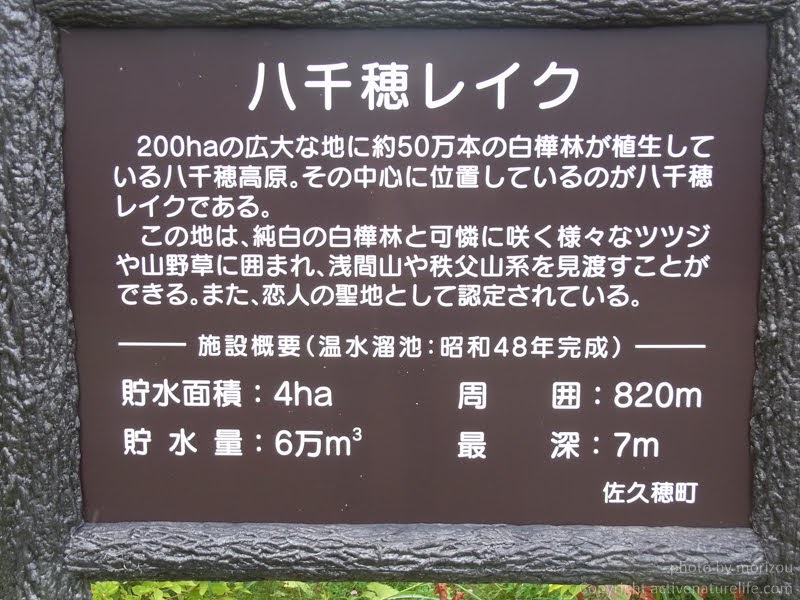 八千穂レイク
200haの広大な地に約50万本の白樺林が植生して
いる八千穂高原。その中心に位置しているのが八千穂
レイクである。
この地は、純白の白樺林と可憐に咲く様々なツツジ
や山野草に囲まれ、浅間山や秩父山系を見渡すことが
できる。また、恋人の聖地として認定されている。
施設概要（温水溜池：昭和48年完成）
貯水面積：4ha 周囲：820m
貯水量：6万m³ 最深：7m
佐久穂町
photo by morizou
Copyright activenaturelife.com